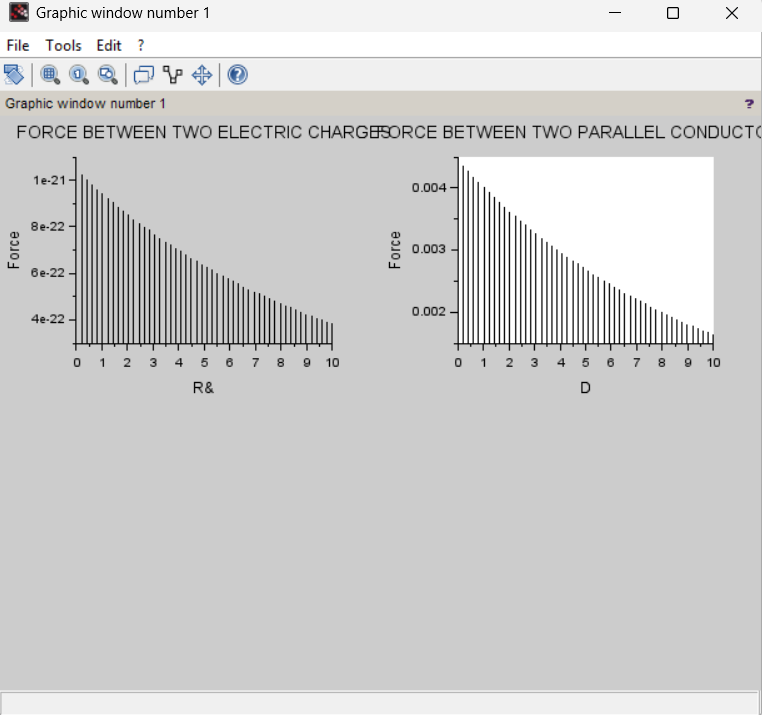 Graphic window number 1
File Tools Edit ?
Graphic window number 1 ?
FORCE BETWEEN TWO ELECTRIC CHARGES
1e-21
8e-22
6e-22
4e-22
Force
0 1 2 3 4 5 6 7 8 9 10
R&
FORCE BETWEEN TWO PARALLEL CONDUCTO
0.004
0.003
0.002
Force
0 1 2 3 4 5 6 7 8 9 10
D